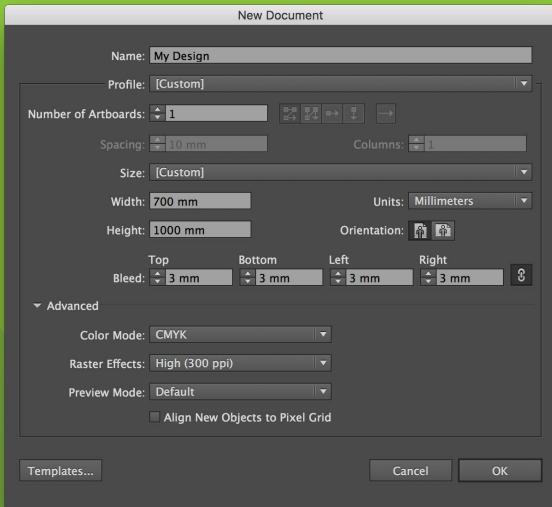 New Document
Name: My Design
Profile: [Custom]
Number of Artboards: 1
Spacing: 10 mm Columns: 1
Size: [Custom]
Width: 700 mm Units: Millimeters
Height: 1000 mm Orientation:
Top Bottom Left Right
Bleed: 3 mm 3 mm 3 mm 3 mm
Advanced
Color Mode: CMYK
Raster Effects: High (300 ppi)
Preview Mode: Default
Align New Objects to Pixel Grid
Templates... Cancel OK